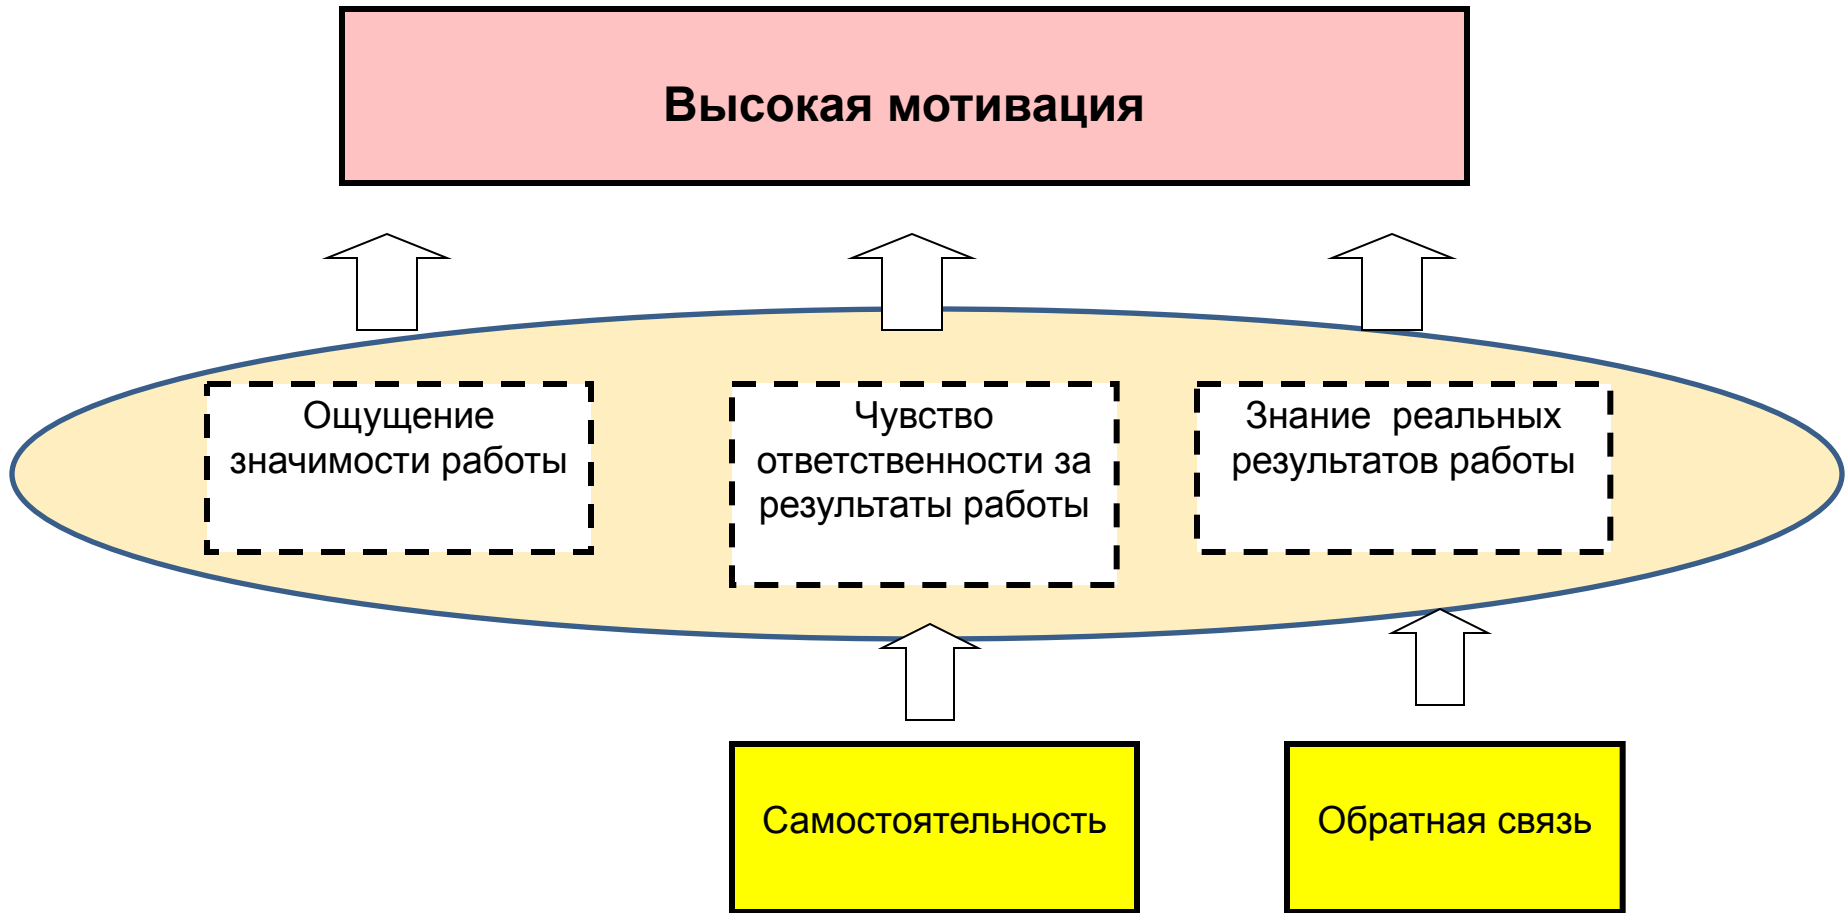 Высокая мотивация
Ощущение
значимости работы
Чувство
ответственности за
результаты работы
Знание  реальных
результатов работы
Самостоятельность
Обратная связь